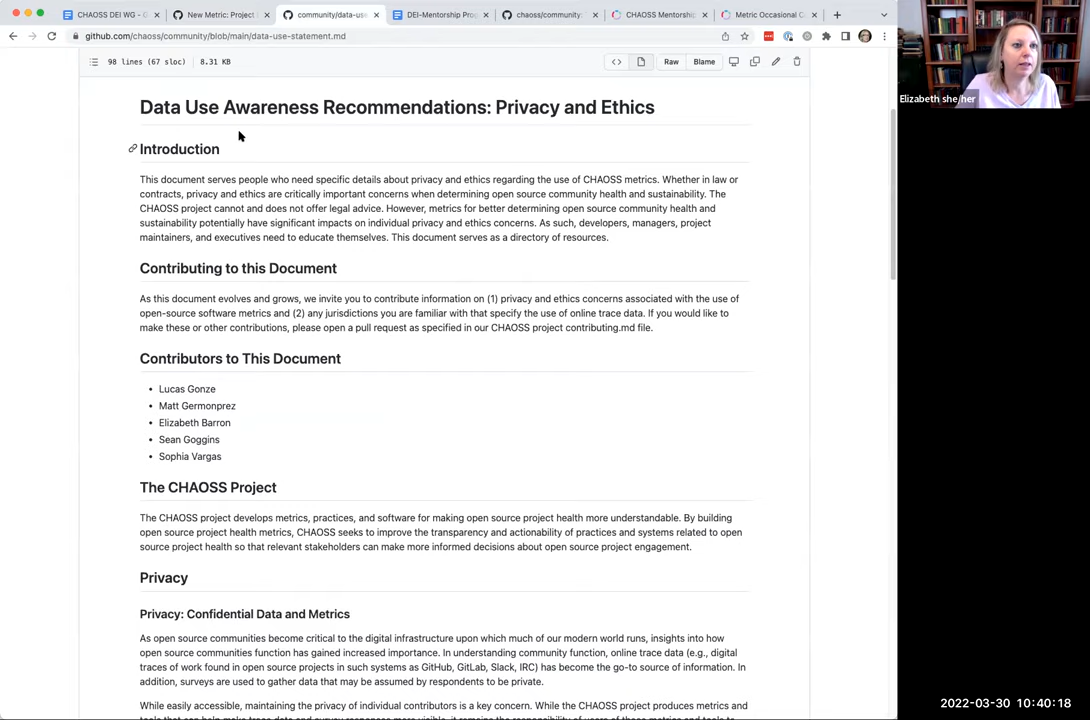 CHAOSS DEI WG - 
New Metric: Project
community/data-use
DEI-Mentorship Pro
chaoss/community:
CHAOSS Mentorship
Metric Occasional C
github.com/chaoss/community/blob/main/data-use-statement.md
98 lines (67 sloc) 8.31 KB
Raw Blame
Elizabeth she/her
Data Use Awareness Recommendations: Privacy and Ethics
Introduction
This document serves people who need specific details about privacy and ethics regarding the use of CHAOSS metrics. Whether in law or
contracts, privacy and ethics are critically important concerns when determining open source community health and sustainability. The
CHAOSS project cannot and does not offer legal advice. However, metrics for better determining open source community health and
sustainability potentially have significant impacts on individual privacy and ethics concerns. As such, developers, managers, project
maintainers, and executives need to educate themselves. This document serves as a directory of resources.
Contributing to this Document
As this document evolves and grows, we invite you to contribute information on (1) privacy and ethics concerns associated with the use of
open-source software metrics and (2) any jurisdictions you are familiar with that specify the use of online trace data. If you would like to
make these or other contributions, please open a pull request as specified in our CHAOSS project contributing.md file.
Contributors to This Document
• Lucas Gonze
• Matt Germonprez
• Elizabeth Barron
• Sean Goggins
• Sophia Vargas
The CHAOSS Project
The CHAOSS project develops metrics, practices, and software for making open source project health more understandable. By building
open source project health metrics, CHAOSS seeks to improve the transparency and actionability of practices and systems related to open
source project health so that relevant stakeholders can make more informed decisions about open source project engagement.
Privacy
Privacy: Confidential Data and Metrics
As open source communities become critical to the digital infrastructure upon which much of our modern world runs, insights into how
open source communities function has gained increased importance. In understanding community function, online trace data (e.g., digital
traces of work found in open source projects in such systems as GitHub, GitLab, Slack, IRC) has become the go-to source of information. In
addition, surveys are used to gather data that may be assumed by respondents to be private.
While easily accessible, maintaining the privacy of individual contributors is a key concern. While the CHAOSS project produces metrics and
2022-03-30 10:40:18